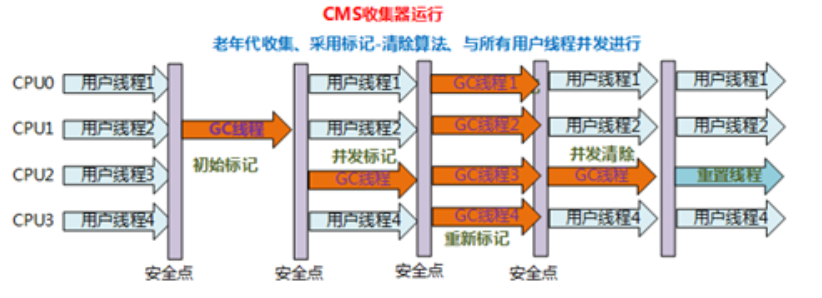 CMS收集器运行
老年代收集、采用标记-清除算法、与所有用户线程并发进行
CPU0 用户线程1 用户线程1 GC线程1 用户线程1 用户线程1
CPU1 用户线程2 GC线程 用户线程2 GC线程2 用户线程2 用户线程2
初始标记 并发标记 并发清除
CPU2 用户线程3 GC线程 GC线程3 GC线程 重置线程
CPU3 用户线程4 用户线程4 GC线程4 用户线程4 用户线程4
重新标记
安全点 安全点 安全点 安全点